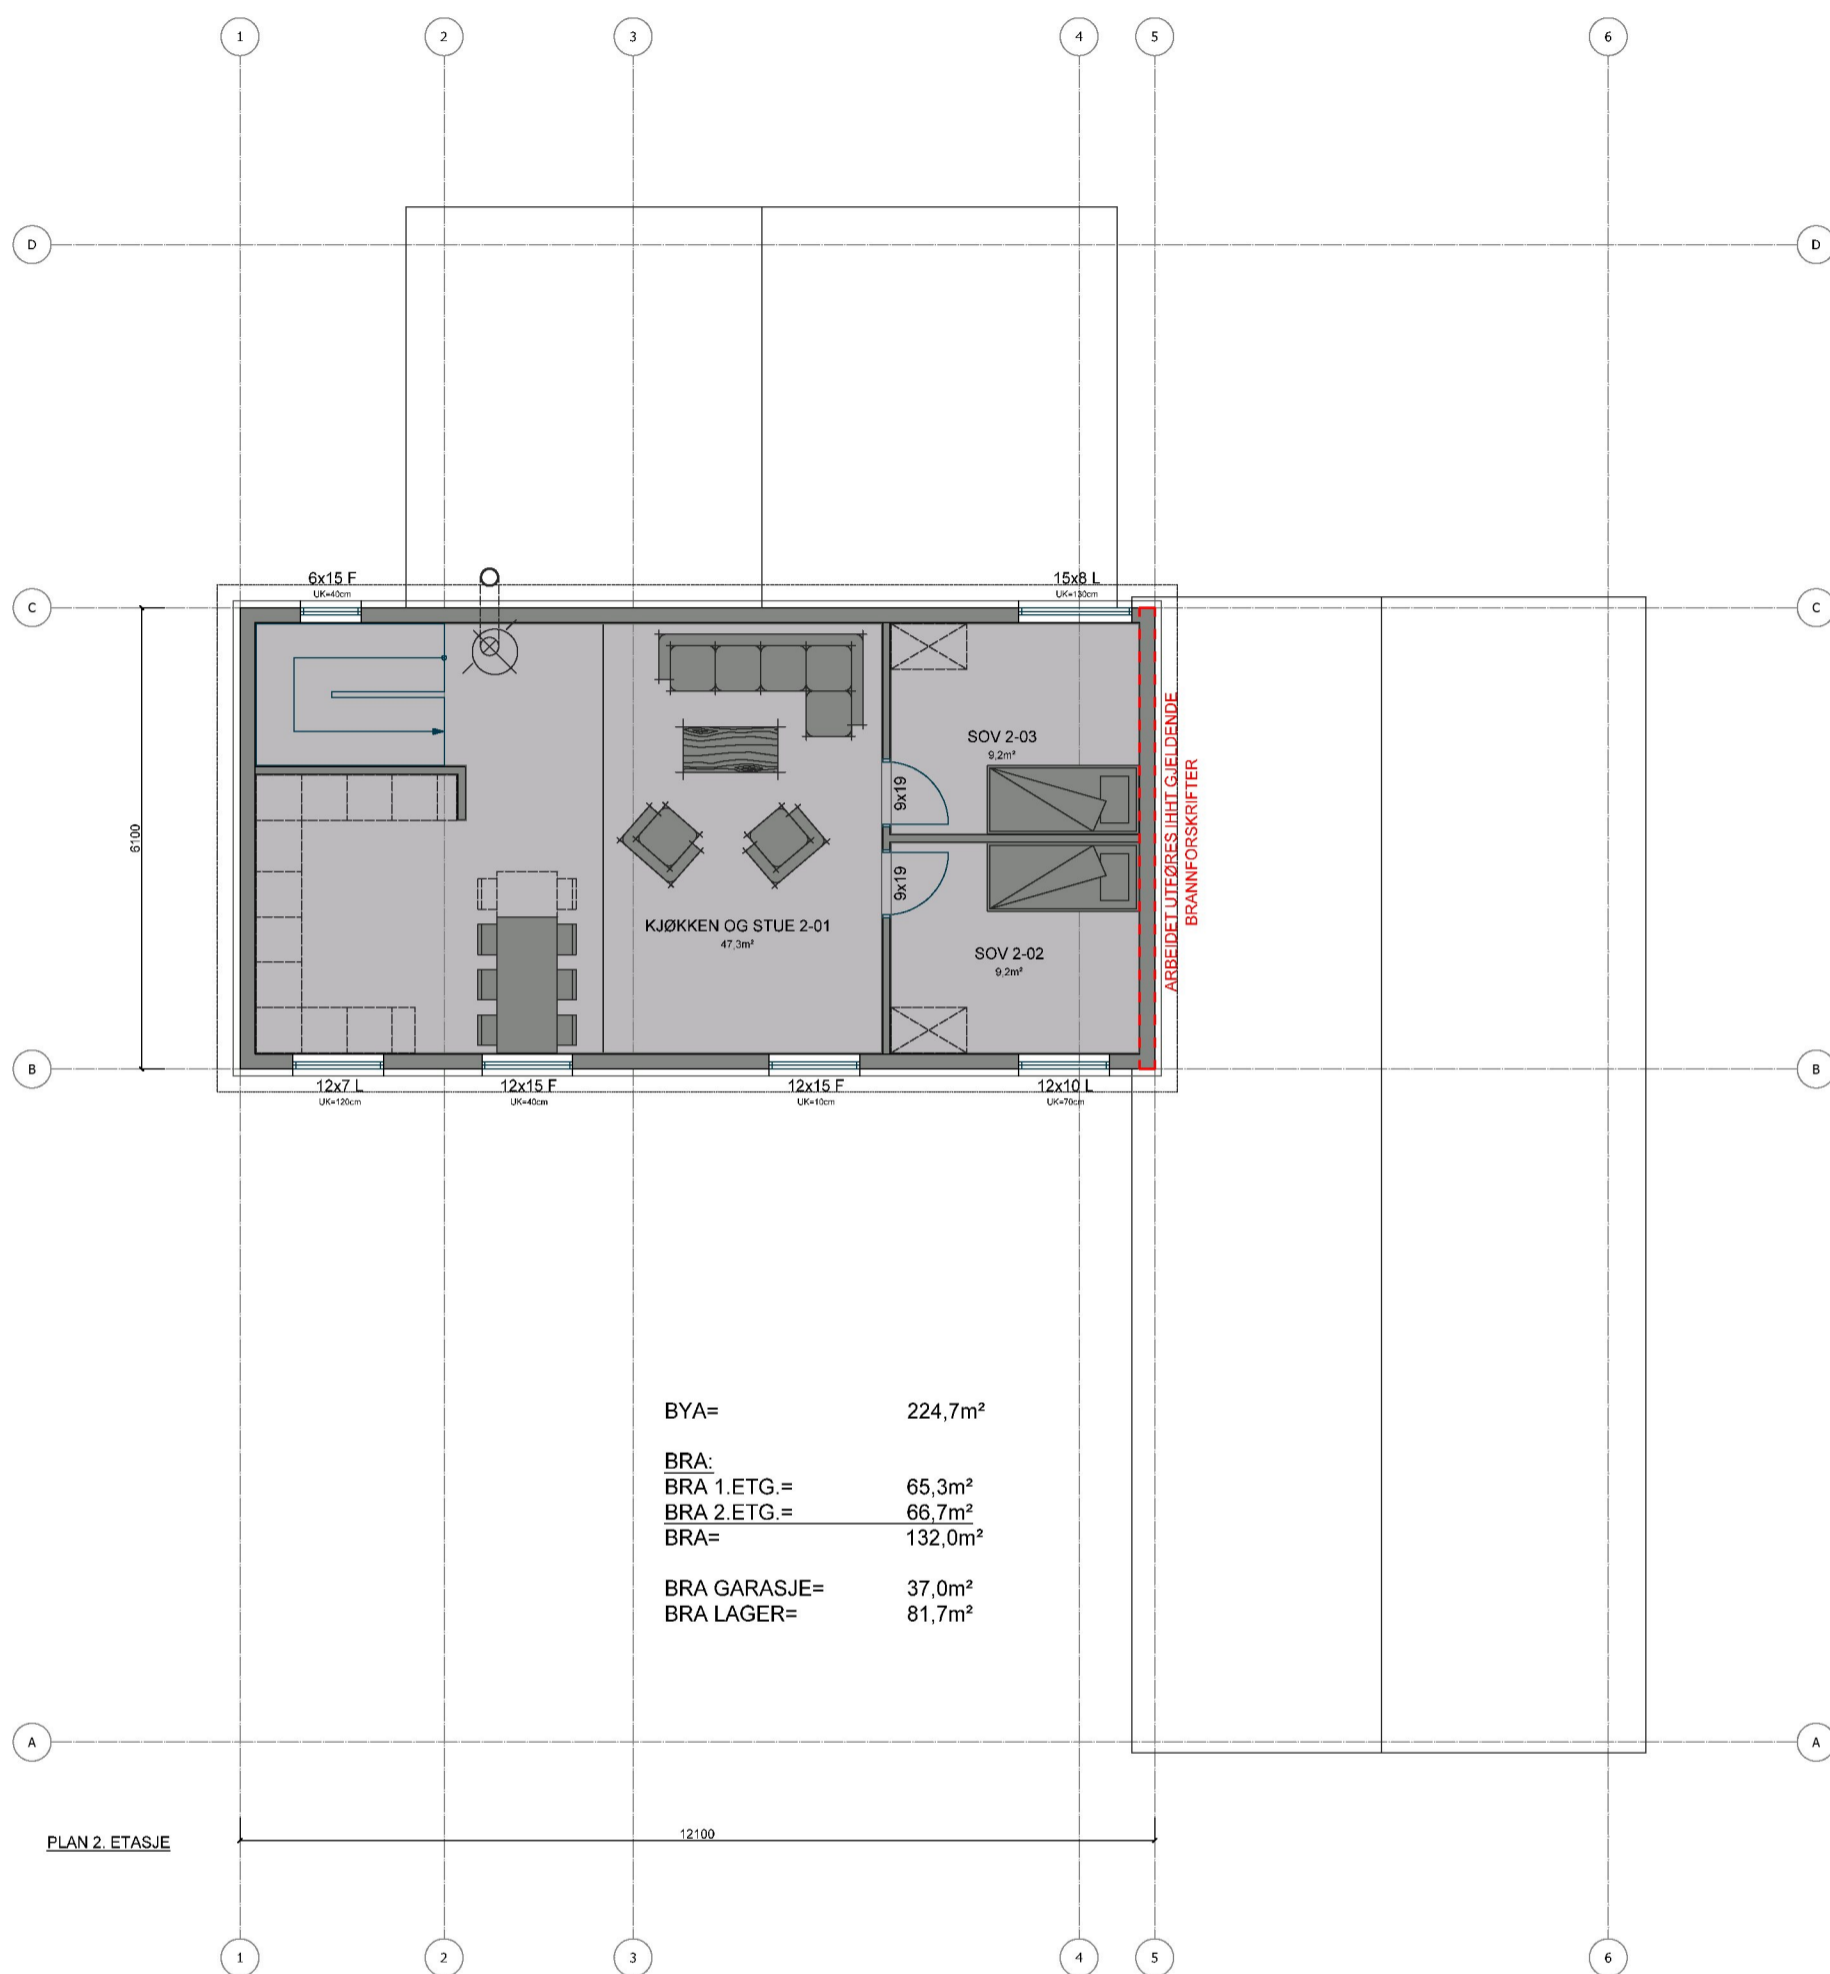 1 2 3 4 5 6
D D
6x15 F
UK=40cm
15x8 L
UK=130cm
C C
SOV 2-03
9,2m²
9x19
ARBEIDET UTFØRES IHHT GJELDENDE
BRANNFORSKRIFTER
6100
9x19
KJØKKEN OG STUE 2-01
47,3m²
SOV 2-02
9,2m²
B B
12x7 L
UK=120cm
12x15 F
UK=40cm
12x15 F
UK=10cm
12x10 L
UK=70cm
BYA= 224,7m²
BRA:
BRA 1.ETG.= 65,3m²
BRA 2.ETG.= 66,7m²
BRA= 132,0m²
BRA GARASJE= 37,0m²
BRA LAGER= 81,7m²
A A
12100
PLAN 2. ETASJE
1 2 3 4 5 6